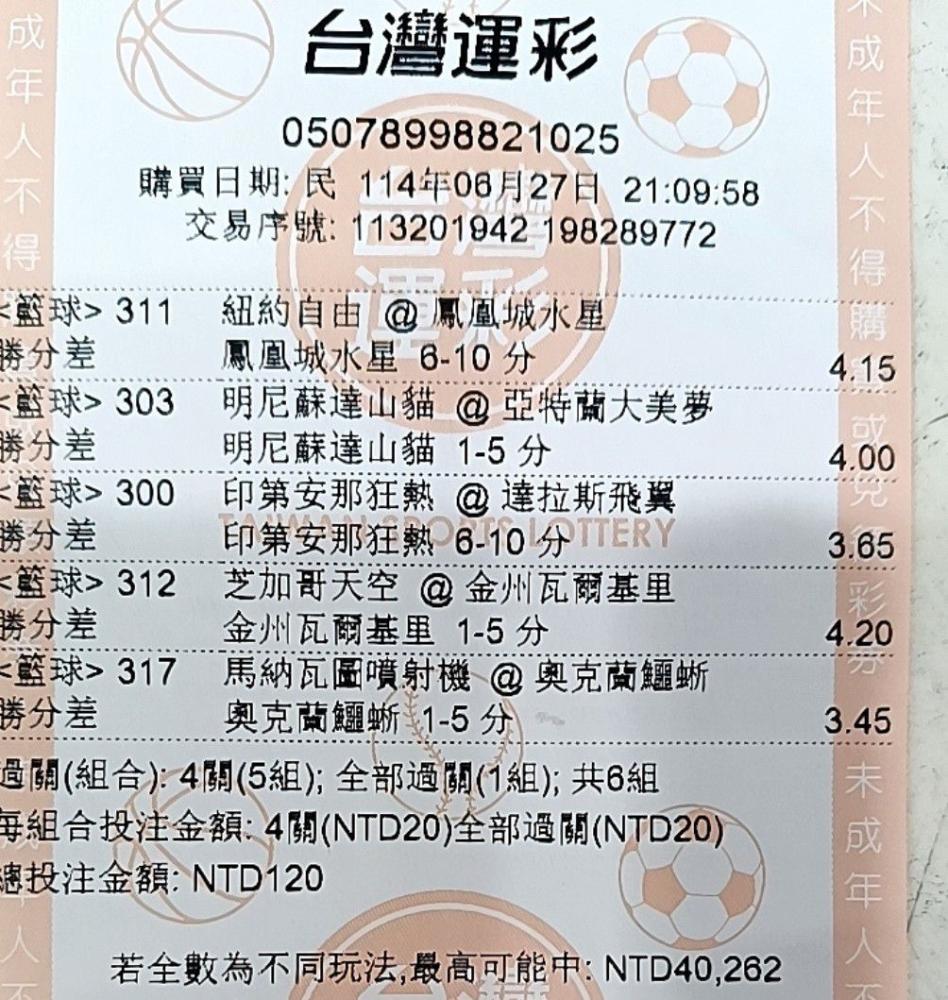 台灣運彩
05078998821025
購買日期: 民 114年06月27日 21:09:58
交易序號: 113201942 198289772
<籃球> 311 紐約自由 @ 鳳凰城水星
勝分差 鳳凰城水星 6-10 分 4.15
<籃球> 303 明尼蘇達山貓 @ 亞特蘭大美夢
勝分差 明尼蘇達山貓 1-5 分 4.00
<籃球> 300 印第安那狂熱 @ 達拉斯飛翼
勝分差 印第安那狂熱 6-10 分 3.65
<籃球> 312 芝加哥天空 @ 金州瓦爾基里
勝分差 金州瓦爾基里 1-5 分 4.20
<籃球> 317 馬納瓦圖噴射機 @ 奧克蘭鱷蜥
勝分差 奧克蘭鱷蜥 1-5 分 3.45
過關(組合): 4關(5組); 全部過關(1組); 共6組
每組合投注金額: 4關(NTD20)全部過關(NTD20)
總投注金額: NTD120
若全數為不同玩法,最高可能中: NTD40,262
台灣運彩
TAIWAN SPORTS LOTTERY
成年人不得
未成年人不得購
或兌
彩券
未成年人不